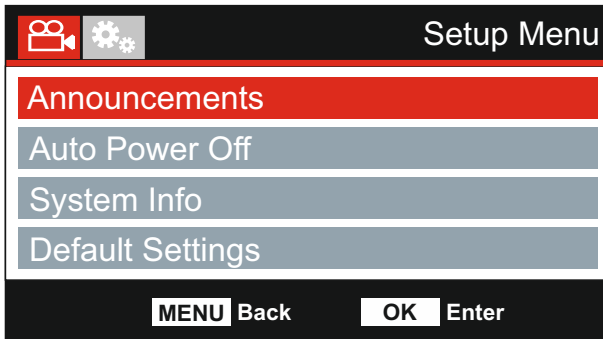 Setup Menu
Announcements
Auto Power Off
System Info
Default Settings
MENU Back OK Enter